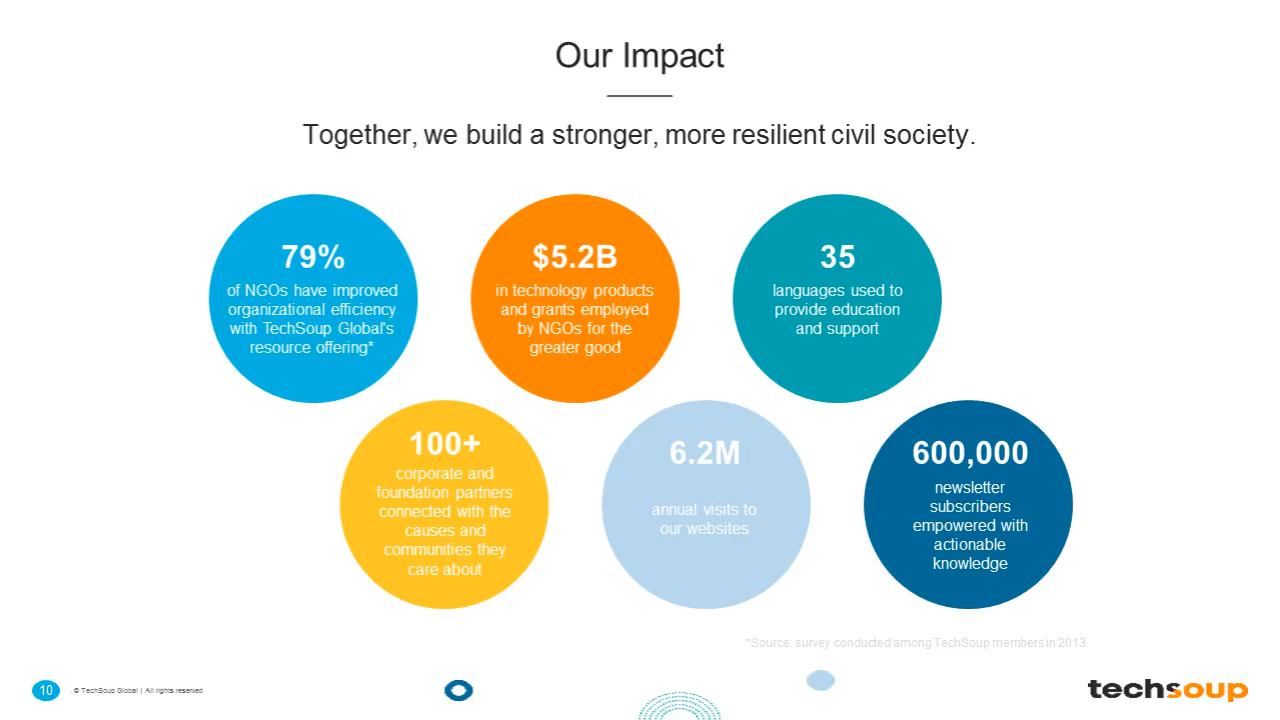 Our Impact
Together, we build a stronger, more resilient civil society.
79%
of NGOs have improved
organizational efficiency
with TechSoup Global's
resource offering*
$5.2B
in technology products
and grants employed
by NGOs for the
greater good
35
languages used to
provide education
and support
100+
corporate and
foundation partners
connected with the
causes and
communities they
care about
6.2M
annual visits to
our websites
600,000
newsletter
subscribers
empowered with
actionable
knowledge
*Source: survey conducted among TechSoup members in 2013
10 . © TechSoup Global | All rights reserved
techsoup